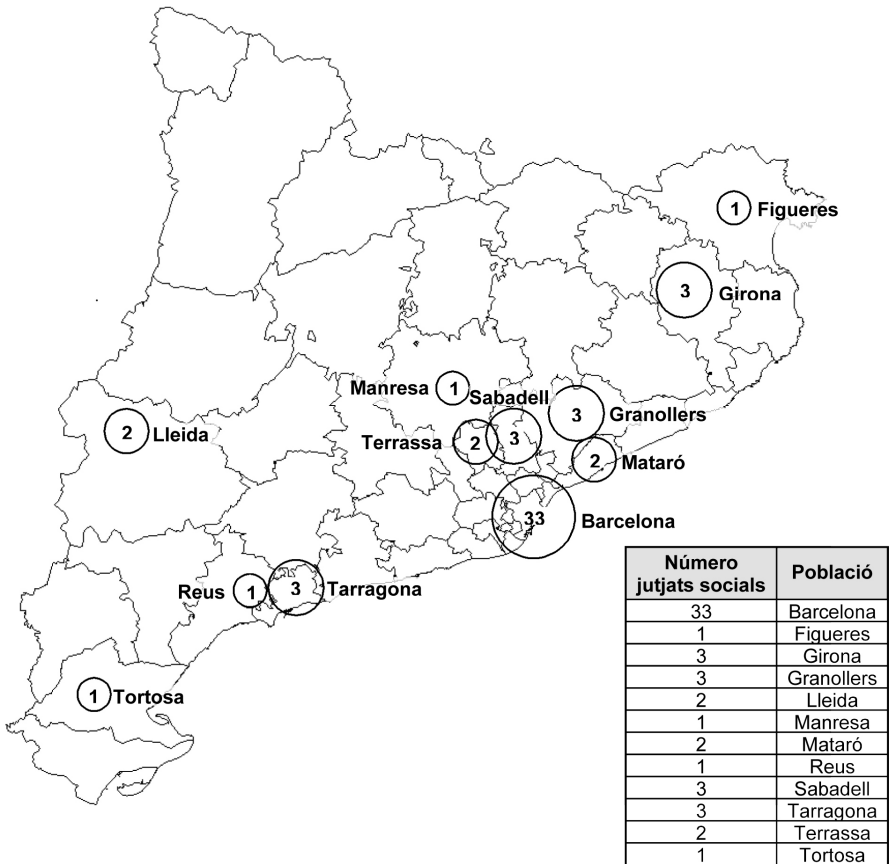 1 Figueres
3 Girona
Manresa 1
Sabadell
3 Granollers
2 Lleida
Terrassa 2 3
2 Mataró
33 Barcelona
Reus 1 3 Tarragona
1 Tortosa
Número jutjats socials Població
33 Barcelona
1 Figueres
3 Girona
3 Granollers
2 Lleida
1 Manresa
2 Mataró
1 Reus
3 Sabadell
3 Tarragona
2 Terrassa
1 Tortosa